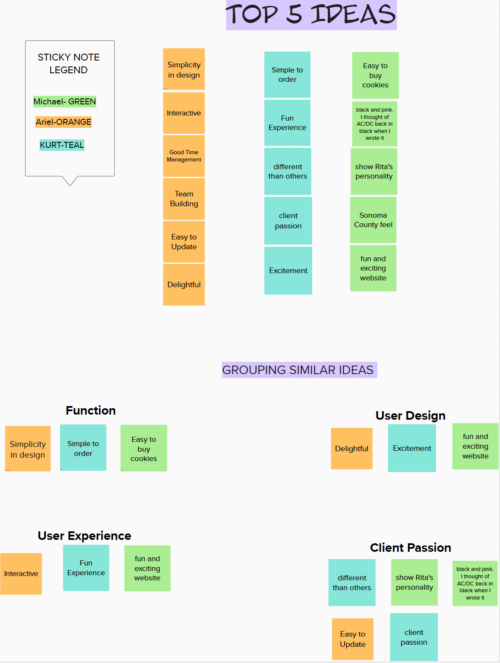 TOP 5 IDEAS
STICKY NOTE
LEGEND
Michael- GREEN
Ariel-ORANGE
KURT-TEAL
Simplicity
in design
Interactive
Good Time
Management
Team
Building
Easy to
Update
Delightful
Simple to
order
Fun
Experience
different
than others
client
passion
Excitement
Easy to
buy
cookies
black and pink.
I thought of
AC/DC back in
black when I
wrote it
show Rita's
personality
Sonoma
County feel
fun and
exciting
website
GROUPING SIMILAR IDEAS
Function
Simplicity
in design
Simple to
order
Easy to
buy
cookies
User Design
Delightful
Excitement
fun and
exciting
website
User Experience
Interactive
Fun
Experience
fun and
exciting
website
Client Passion
different
than others
show Rita's
personality
black and pink.
I thought of
AC/DC back in
black when I
wrote it
Easy to
Update
client
passion